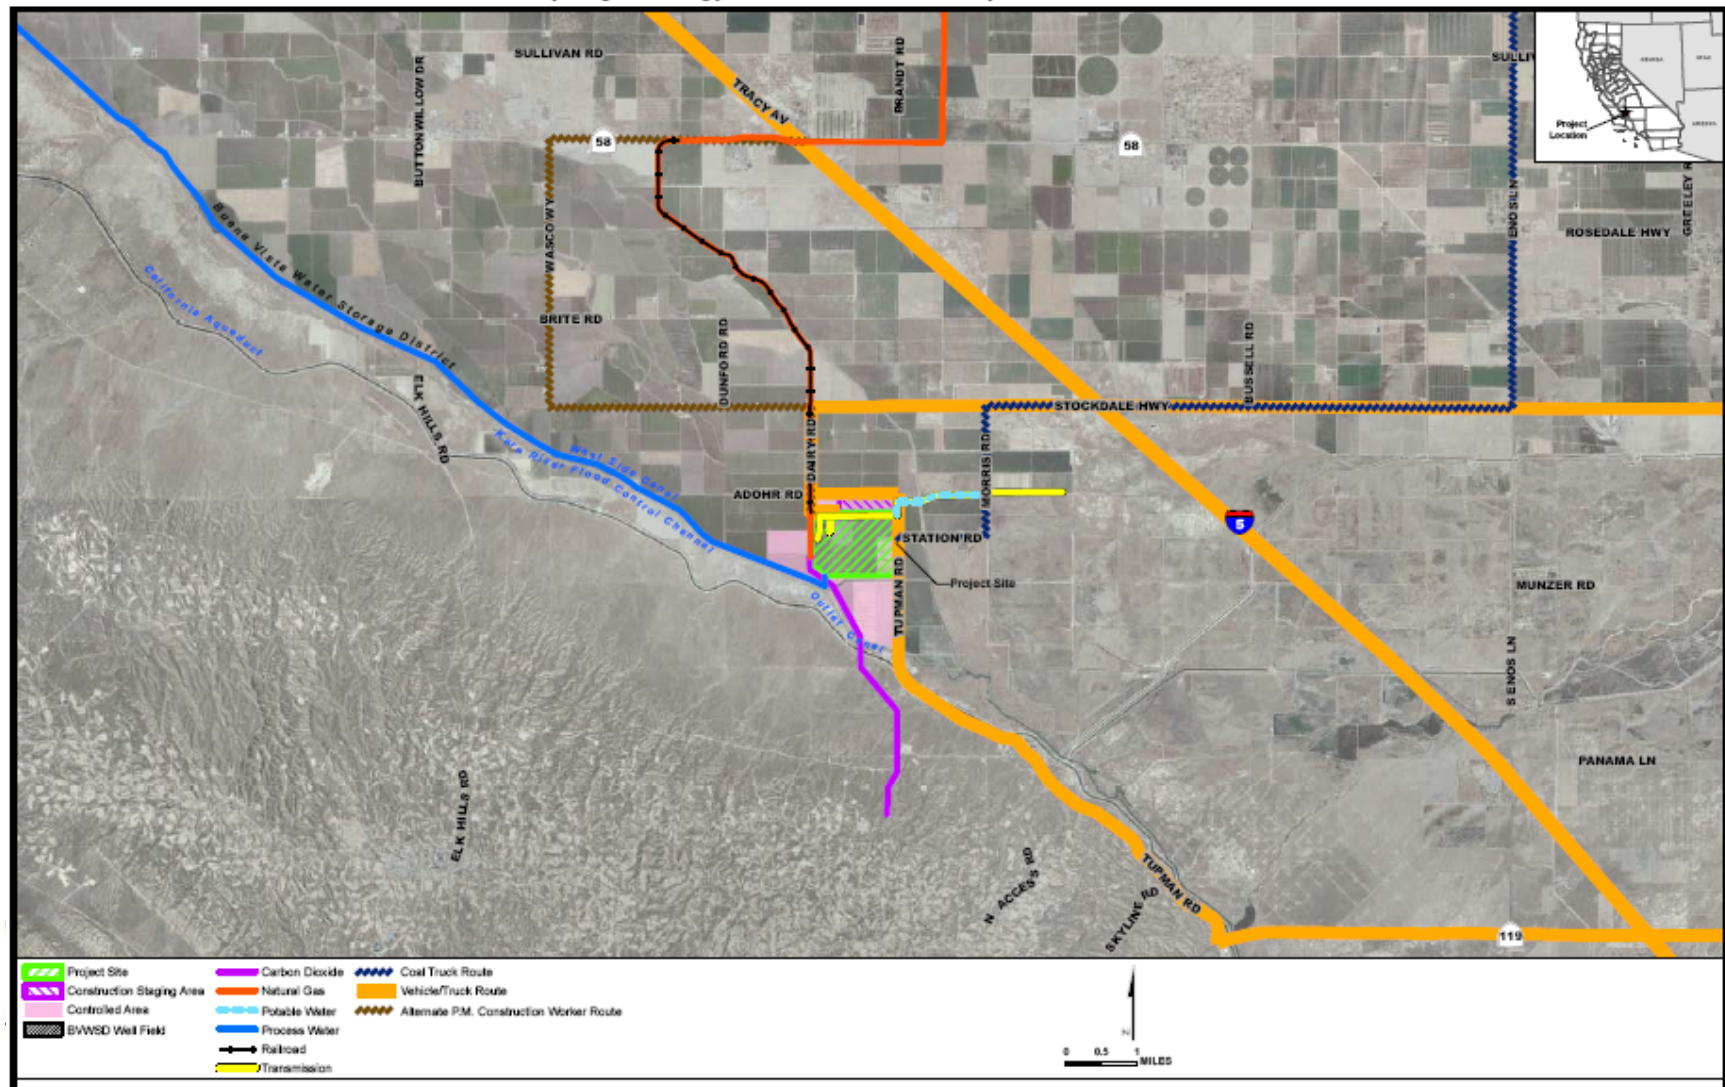 SULLIVAN RD
BUTTONWILLOW DR
TRACY AV
BRANDT RD
58
58
ENOS LN
NEVADA
Project
Location
GREELEY R
ROSEDALE HWY
WASCO WY
Buena Vista Water Storage District
California Aqueduct
BRITE RD
DUNFORD RD
BUSSELL RD
ELK HILLS RD
STOCKDALE HWY
West Side Canal
Kern River Flood Control Channel
DAIRY RD
MORRIS RD
ADOHR RD
5
STATION RD
Project Site
MUNZER RD
Outlet Canal
TUPMAN RD
S ENOS LN
PANAMA LN
ELK HILLS RD
N ACCESS RD
SKYLINE RD
TUPMAN RD
119
Project Site
Construction Staging Area
Controlled Area
BVWSD Well Field
Carbon Dioxide
Natural Gas
Potable Water
Process Water
Railroad
Transmission
Coal Truck Route
Vehicle/Truck Route
Alternate P.M. Construction Worker Route
N
0 0.5 1
MILES